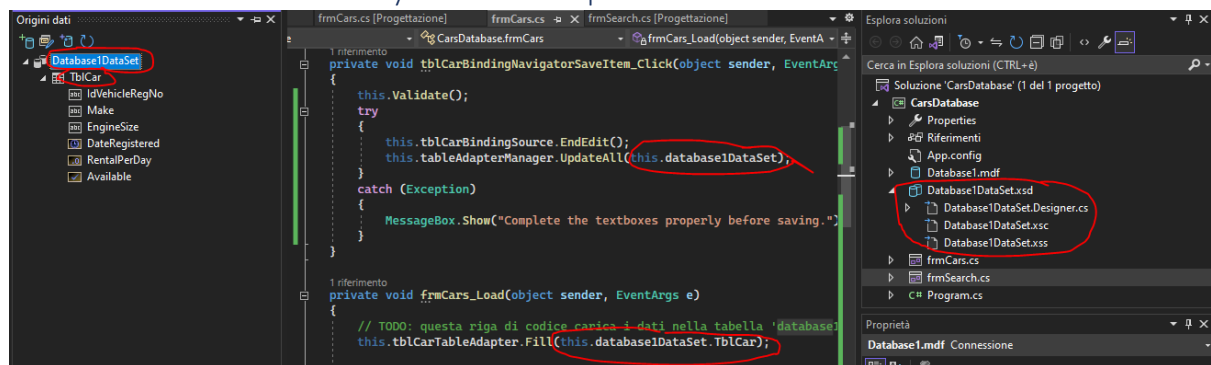 Origini dati
Database1DataSet
TblCar
IdVehicleRegNo
Make
EngineSize
DateRegistered
RentalPerDay
Available
frmCars.cs [Progettazione]
frmCars.cs
frmSearch.cs [Progettazione]
CarsDatabase.frmCars
frmCars_Load(object sender, EventA
1 riferimento
private void tblCarBindingNavigatorSaveItem_Click(object sender, EventArg
{
this.Validate();
try
{
this.tblCarBindingSource.EndEdit();
this.tableAdapterManager.UpdateAll(this.database1DataSet);
}
catch (Exception)
{
MessageBox.Show("Complete the textboxes properly before saving.")
}
}
1 riferimento
private void frmCars_Load(object sender, EventArgs e)
{
// TODO: questa riga di codice carica i dati nella tabella 'database1
this.tblCarTableAdapter.Fill(this.database1DataSet.TblCar);
Esplora soluzioni
Cerca in Esplora soluzioni (CTRL+è)
Soluzione 'CarsDatabase' (1 del 1 progetto)
CarsDatabase
Properties
Riferimenti
App.config
Database1.mdf
Database1DataSet.xsd
Database1DataSet.Designer.cs
Database1DataSet.xsc
Database1DataSet.xss
frmCars.cs
frmSearch.cs
Program.cs
Proprietà
Database1.mdf Connessione